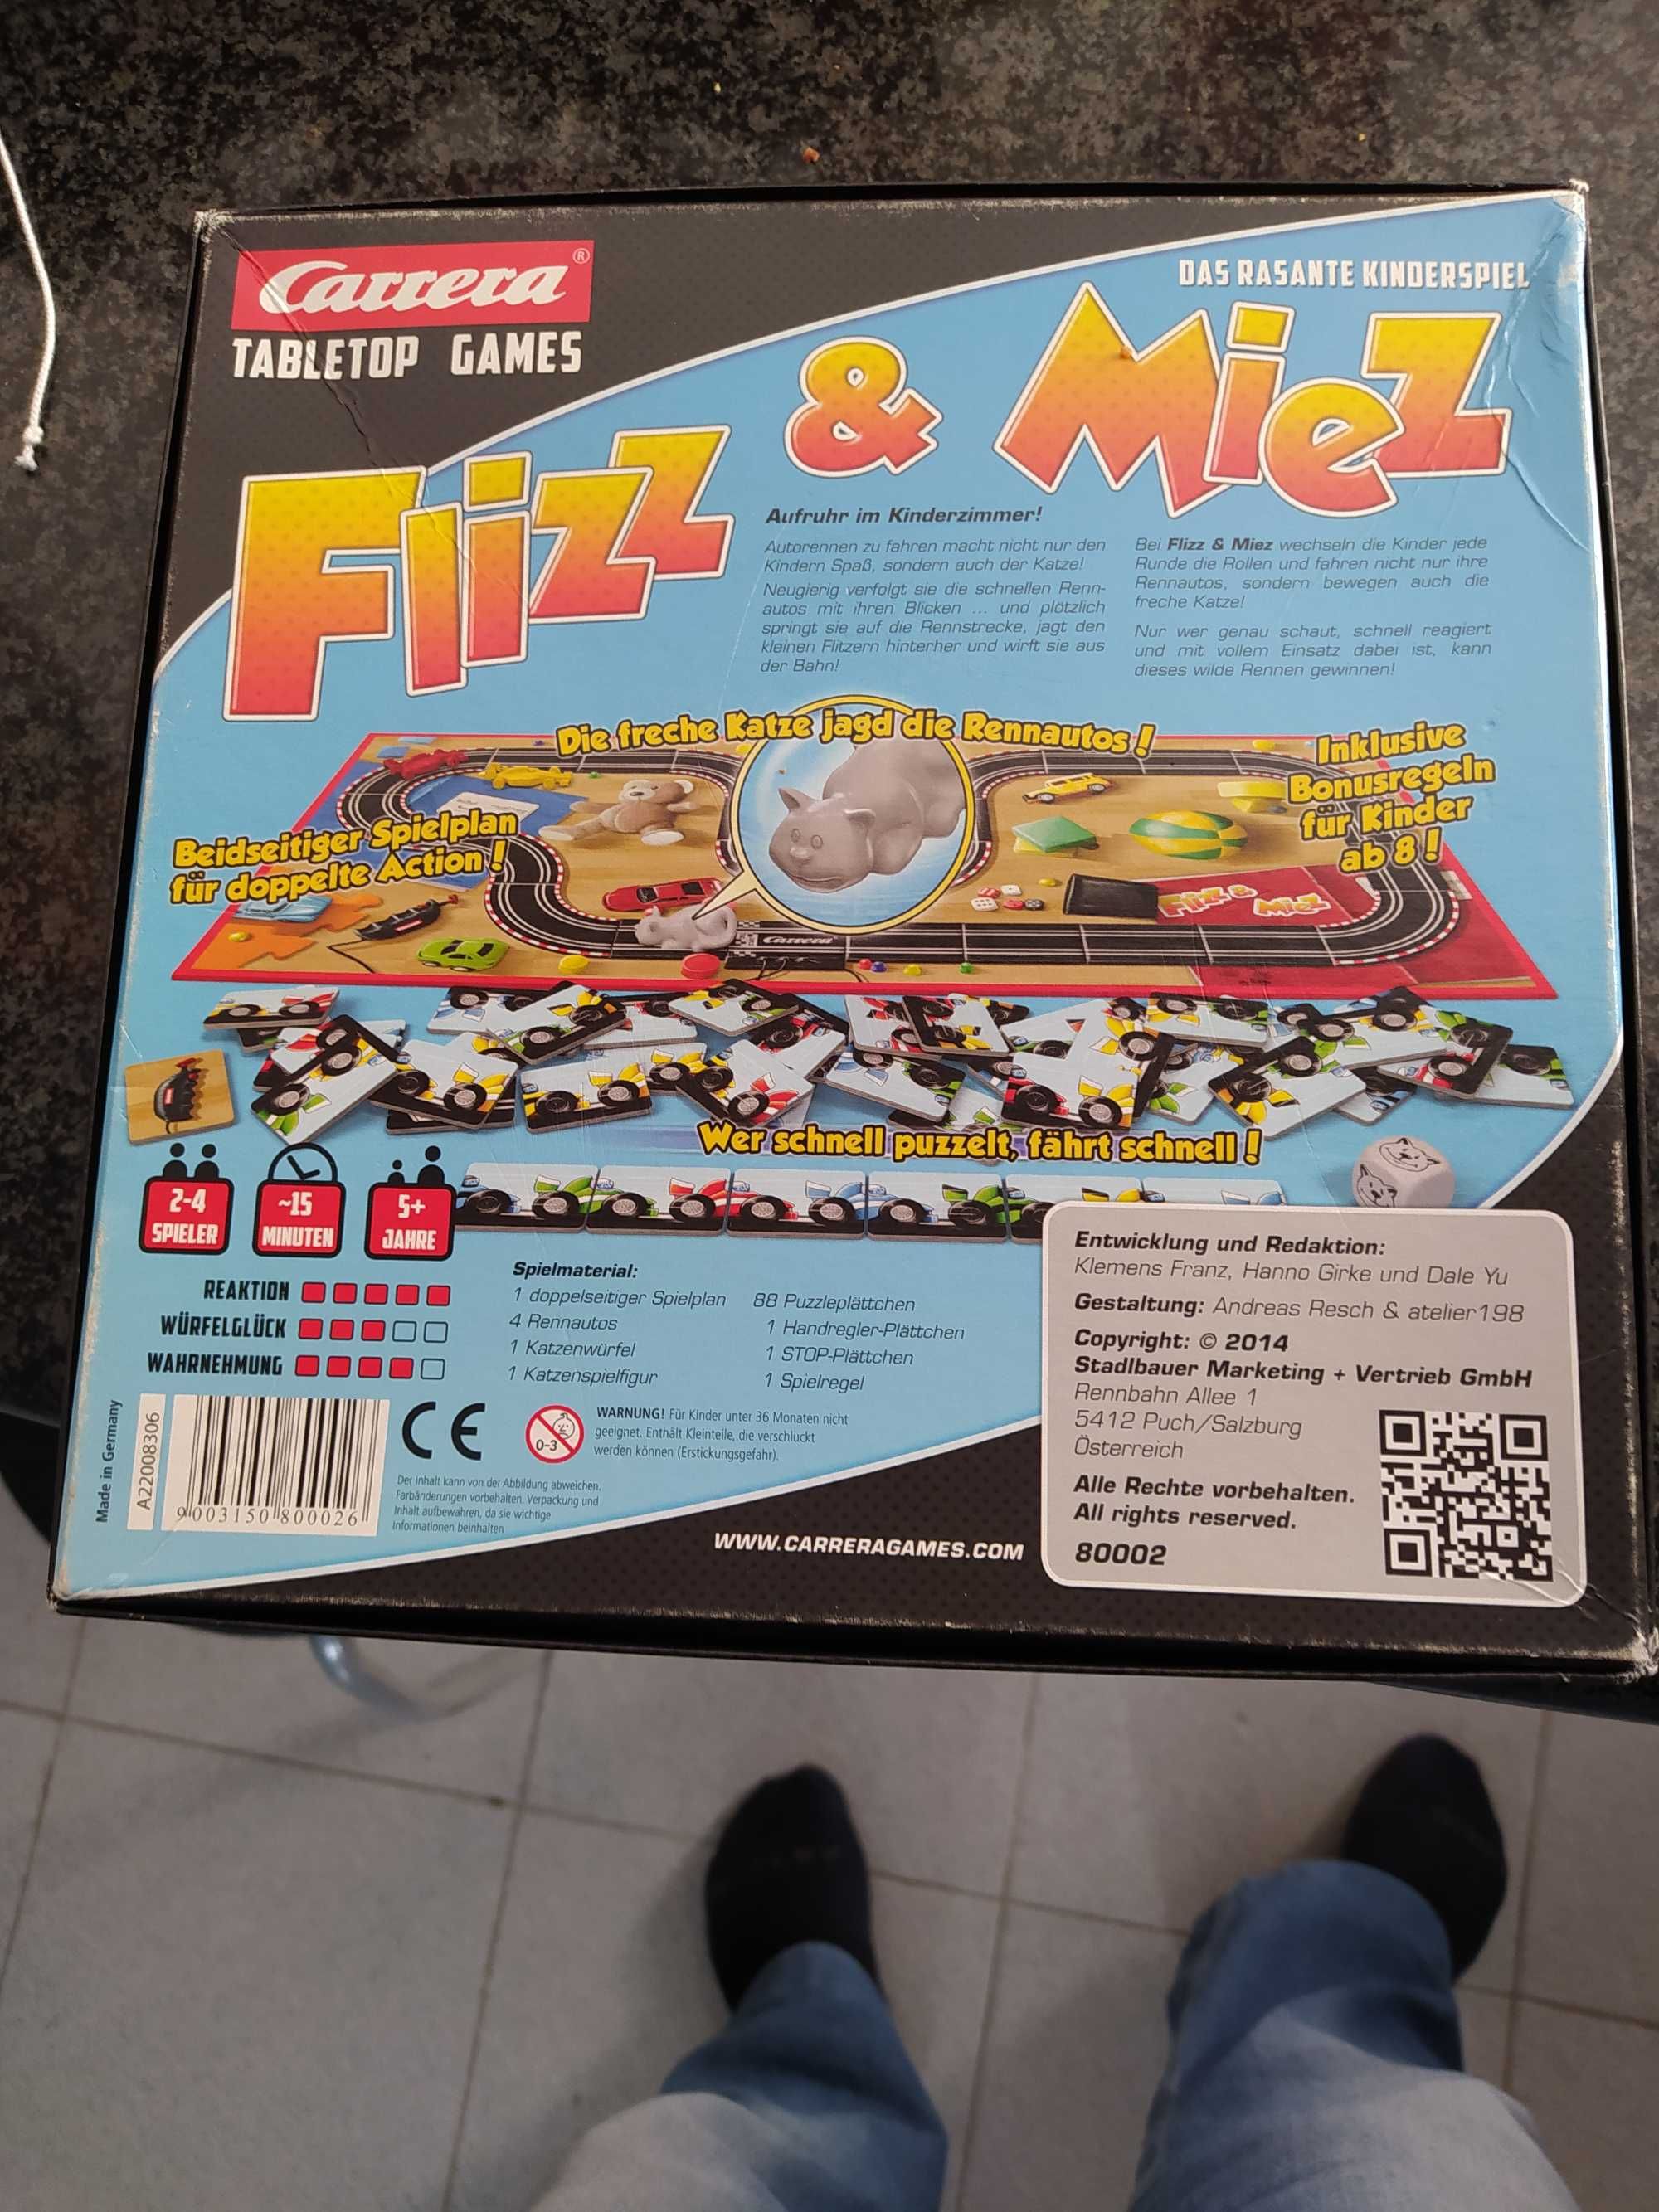 Carrera®
TABLETOP GAMES
DAS RASANTE KINDERSPIEL
Flizz & Miez
Aufruhr im Kinderzimmer!
Autorennen zu fahren macht nicht nur den
Kindern Spaß, sondern auch der Katze!
Neugierig verfolgt sie die schnellen Renn-
autos mit ihren Blicken ... und plötzlich
springt sie auf die Rennstrecke, jagt den
kleinen Flitzern hinterher und wirft sie aus
der Bahn!
Bei Flizz & Miez wechseln die Kinder jede
Runde die Rollen und fahren nicht nur ihre
Rennautos, sondern bewegen auch die
freche Katze!
Nur wer genau schaut, schnell reagiert
und mit vollem Einsatz dabei ist, kann
dieses wilde Rennen gewinnen!
Die freche Katze jagd die Rennautos!
Inklusive
Bonusregeln
für Kinder
ab 8!
Beidseitiger Spielplan
für doppelte Action!
Flizz &
Miez
Carrera
Wer schnell puzzelt, fährt schnell!
2-4
SPIELER
~15
MINUTEN
5+
JAHRE
REAKTION
WÜRFELGLÜCK
WAHRNEHMUNG
Spielmaterial:
1 doppelseitiger Spielplan
4 Rennautos
1 Katzenwürfel
1 Katzenspielfigur
88 Puzzleplättchen
1 Handregler-Plättchen
1 STOP-Plättchen
1 Spielregel
Entwicklung und Redaktion:
Klemens Franz, Hanno Girke und Dale Yu
Gestaltung: Andreas Resch & atelier198
Copyright: © 2014
Stadlbauer Marketing + Vertrieb GmbH
Rennbahn Allee 1
5412 Puch/Salzburg
Österreich
Alle Rechte vorbehalten.
All rights reserved.
80002
Made in Germany
A22008306
9003150800026
CE
0-3
WARNUNG! Für Kinder unter 36 Monaten nicht
geeignet. Enthält Kleinteile, die verschluckt
werden können (Erstickungsgefahr).
Der Inhalt kann von der Abbildung abweichen.
Farbänderungen vorbehalten. Verpackung und
Inhalt aufbewahren, da sie wichtige
Informationen beinhalten
WWW.CARRERAGAMES.COM